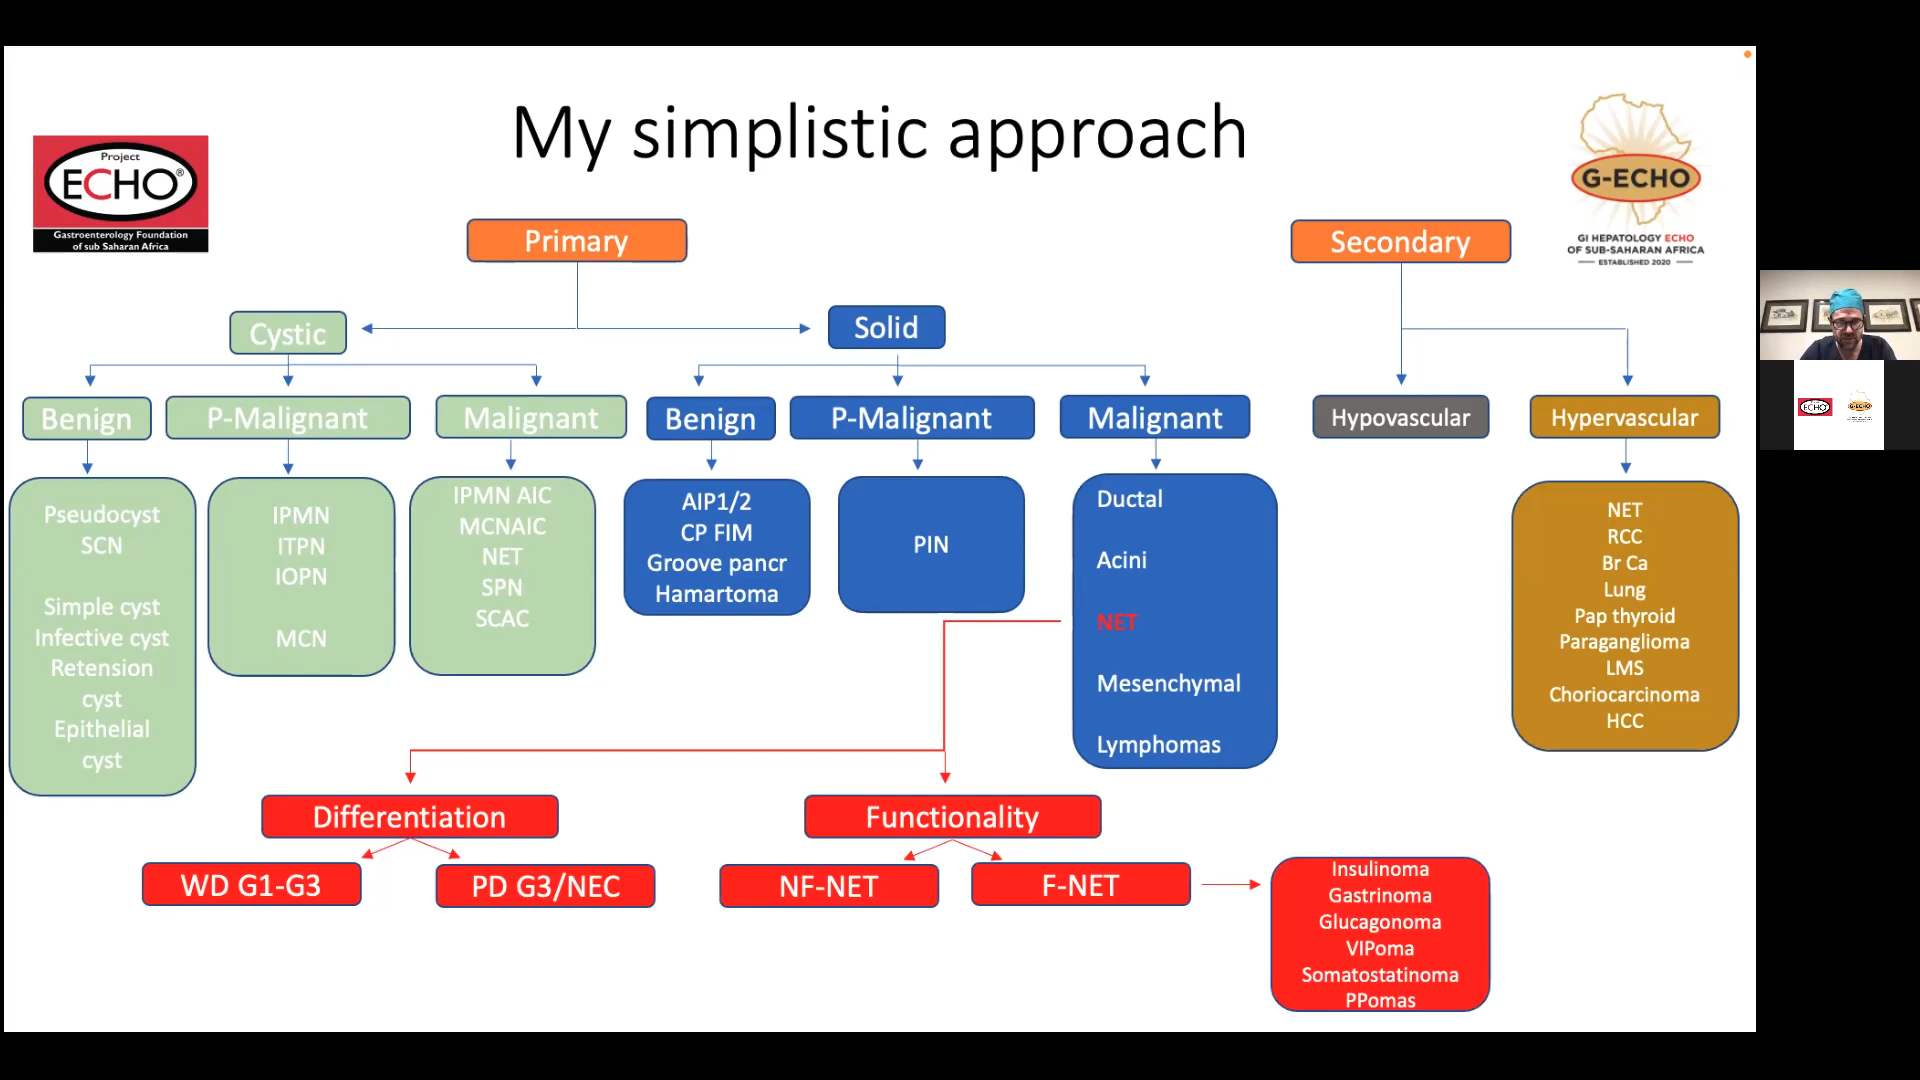 My simplistic approach
Project
ECHO®
Gastroenterology Foundation
of sub Saharan Africa
G-ECHO
GI HEPATOLOGY ECHO
OF SUB-SAHARAN AFRICA
ESTABLISHED 2020
Primary
Secondary
Cystic
Solid
Benign
P-Malignant
Malignant
Benign
P-Malignant
Malignant
Hypovascular
Hypervascular
Pseudocyst
SCN
Simple cyst
Infective cyst
Retension
cyst
Epithelial
cyst
IPMN
ITPN
IOPN
MCN
IPMN AIC
MCNAIC
NET
SPN
SCAC
AIP1/2
CP FIM
Groove pancr
Hamartoma
PIN
Ductal
Acini
NET
Mesenchymal
Lymphomas
NET
RCC
Br Ca
Lung
Pap thyroid
Paraganglioma
LMS
Choriocarcinoma
HCC
Differentiation
Functionality
WD G1-G3
PD G3/NEC
NF-NET
F-NET
Insulinoma
Gastrinoma
Glucagonoma
VIPoma
Somatostatinoma
PPomas
ECHO
G-ECHO